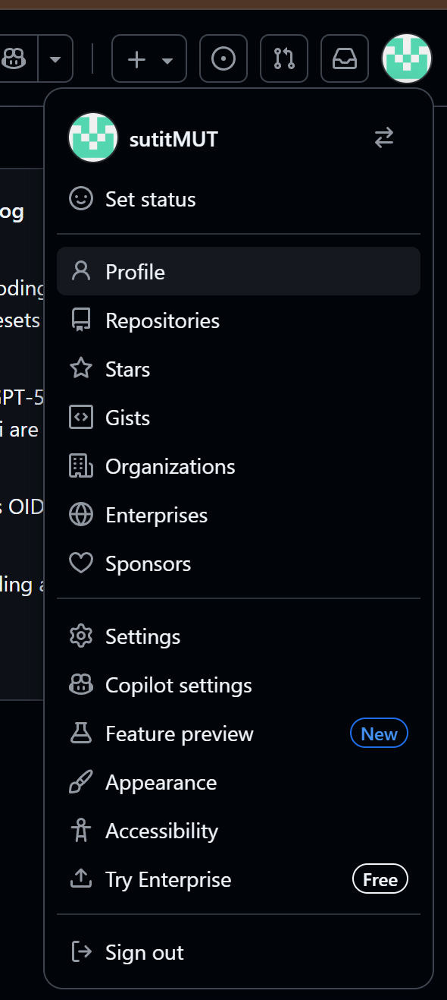 sutitMUT
Set status
Profile
Repositories
Stars
Gists
Organizations
Enterprises
Sponsors
Settings
Copilot settings
Feature preview New
Appearance
Accessibility
Try Enterprise Free
Sign out
og
oding
esets
GPT-5
i are
s OID
ling a